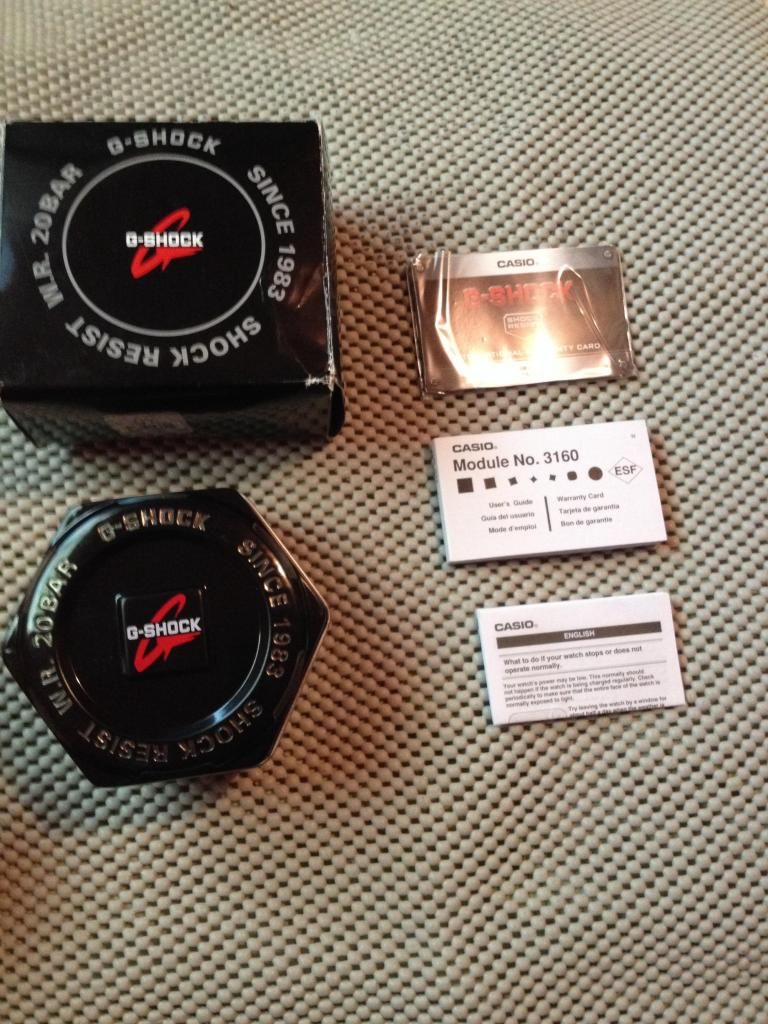 G-SHOCK
SINCE 1983
SHOCK RESIST
W.R. 20BAR
G-SHOCK
G-SHOCK
SINCE 1983
SHOCK RESIST
W.R. 20BAR
G-SHOCK
CASIO
G-SHOCK
SHOCK
RESIST
TY CARD
CASIO®
Module No. 3160
N
ESF
User's Guide
Guía del usuario
Mode d'emploi
Warranty Card
Tarjeta de garantía
Bon de garantie
CASIO®
ENGLISH
What to do if your watch stops or does not
operate normally.
Your watch's power may be low. This normally should
not happen if the watch is being charged regularly. Check
periodically to make sure that the entire face of the watch is
normally exposed to light.
Try leaving the watch by a window for